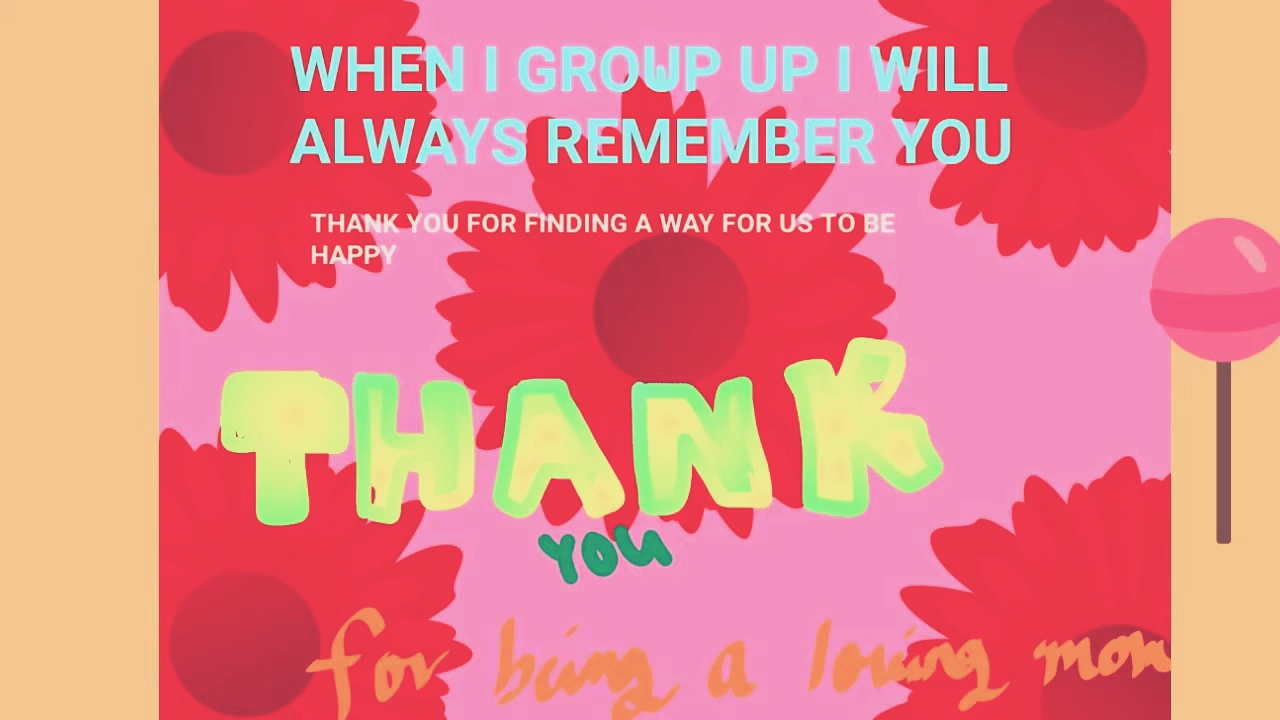 WHEN I GROWP UP I WILL
ALWAYS REMEMBER YOU
THANK YOU FOR FINDING A WAY FOR US TO BE
HAPPY
THANK
YOU
for being a loving mom